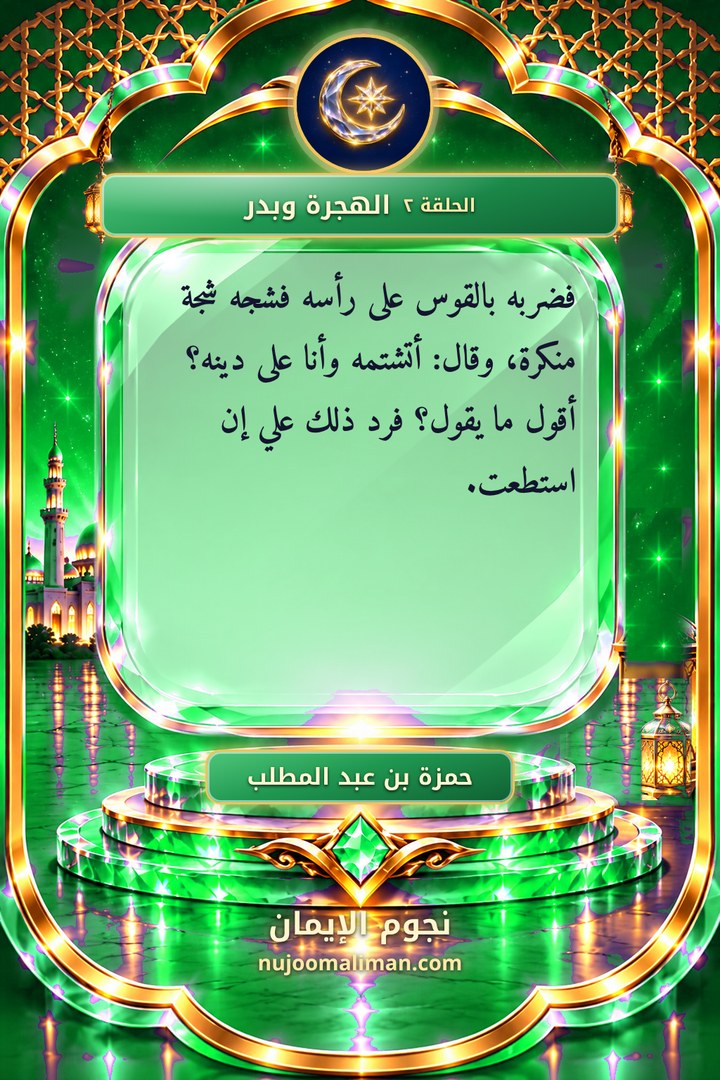 الحلقة ٢ الهجرة وبدر
فضربه بالقوس على رأسه فشجه شجة
منكرة، وقال: أتشتمه وأنا على دينه؟
أقول ما يقول؟ فرد ذلك علي إن
استطعت.
حمزة بن عبد المطلب
نجوم الإيمان
nujoomaliman.com